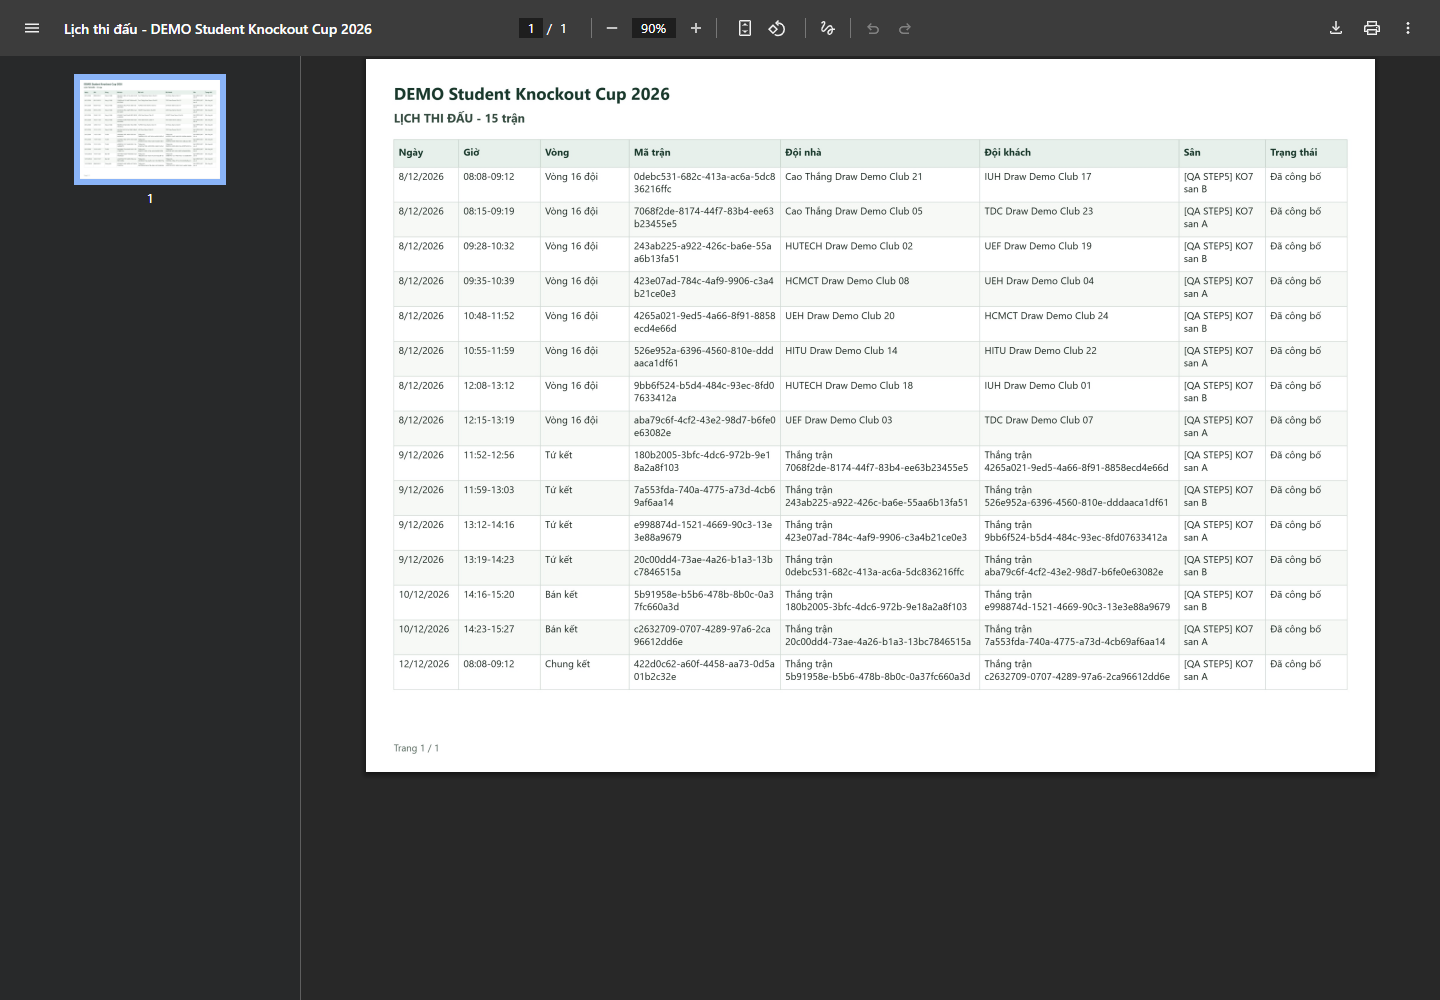 Lịch thi đấu - DEMO Student Knockout Cup 2026
1 / 1
90%
1
DEMO Student Knockout Cup 2026
LỊCH THI ĐẤU - 15 trận
Ngày Giờ Vòng Mã trận Đội nhà Đội khách Sân Trạng thái
8/12/2026 08:08-09:12 Vòng 16 đội 0debc531-682c-413a-ac6a-5dc8 Cao Thắng Draw Demo Club 21 IUH Draw Demo Club 17 [QA STEP5] KO7 Đã công bố
36216ffc san B
8/12/2026 08:15-09:19 Vòng 16 đội 7068f2de-8174-44f7-83b4-ee63 Cao Thắng Draw Demo Club 05 TDC Draw Demo Club 23 [QA STEP5] KO7 Đã công bố
b23455e5 san A
8/12/2026 09:28-10:32 Vòng 16 đội 243ab225-a922-426c-ba6e-55aa HUTECH Draw Demo Club 02 UEF Draw Demo Club 19 [QA STEP5] KO7 Đã công bố
a6b13fa51 san B
8/12/2026 09:35-10:39 Vòng 16 đội 423e07ad-784c-4af9-9906-c3a4 HCMCT Draw Demo Club 08 UEH Draw Demo Club 04 [QA STEP5] KO7 Đã công bố
b21ce0e3 san A
8/12/2026 10:48-11:52 Vòng 16 đội 4265a021-9ed5-4a66-8f91-8858 UEH Draw Demo Club 20 HCMCT Draw Demo Club 24 [QA STEP5] KO7 Đã công bố
ecd4e66d san B
8/12/2026 10:55-11:59 Vòng 16 đội 526e952a-6396-4560-810e-ddd HITU Draw Demo Club 14 HITU Draw Demo Club 22 [QA STEP5] KO7 Đã công bố
aaca1df61 san A
8/12/2026 12:08-13:12 Vòng 16 đội 9bb6f524-b5d4-484c-93ec-8fd0 HUTECH Draw Demo Club 18 IUH Draw Demo Club 01 [QA STEP5] KO7 Đã công bố
7633412a san B
8/12/2026 12:15-13:19 Vòng 16 đội aba79c6f-4cf2-43e2-98d7-b6fe0 UEF Draw Demo Club 03 TDC Draw Demo Club 07 [QA STEP5] KO7 Đã công bố
e63082e san A
9/12/2026 11:52-12:56 Tứ kết 180b2005-3bfc-4dc6-972b-9e1 Thắng trận Thắng trận [QA STEP5] KO7 Đã công bố
8a2a8f103 7068f2de-8174-44f7-83b4-ee63b23455e5 4265a021-9ed5-4a66-8f91-8858ecd4e66d san A
9/12/2026 11:59-13:03 Tứ kết 7a553fda-740a-4775-a73d-4cb6 Thắng trận Thắng trận [QA STEP5] KO7 Đã công bố
9af6aa14 243ab225-a922-426c-ba6e-55aa6b13fa51 526e952a-6396-4560-810e-dddaaca1df61 san B
9/12/2026 13:12-14:16 Tứ kết e998874d-1521-4669-90c3-13e Thắng trận Thắng trận [QA STEP5] KO7 Đã công bố
3e88a9679 423e07ad-784c-4af9-9906-c3a4b21ce0e3 9bb6f524-b5d4-484c-93ec-8fd07633412a san A
9/12/2026 13:19-14:23 Tứ kết 20c00dd4-73ae-4a26-b1a3-13b Thắng trận Thắng trận [QA STEP5] KO7 Đã công bố
c7846515a 0debc531-682c-413a-ac6a-5dc836216ffc aba79c6f-4cf2-43e2-98d7-b6fe0e63082e san B
10/12/2026 14:16-15:20 Bán kết 5b91958e-b5b6-478b-8b0c-0a3 Thắng trận Thắng trận [QA STEP5] KO7 Đã công bố
7fc660a3d 180b2005-3bfc-4dc6-972b-9e18a2a8f103 e998874d-1521-4669-90c3-13e3e88a9679 san B
10/12/2026 14:23-15:27 Bán kết c2632709-0707-4289-97a6-2ca Thắng trận Thắng trận [QA STEP5] KO7 Đã công bố
96612dd6e 20c00dd4-73ae-4a26-b1a3-13bc7846515a 7a553fda-740a-4775-a73d-4cb69af6aa14 san A
12/12/2026 08:08-09:12 Chung kết 422d0c62-a60f-4458-aa73-0d5a Thắng trận Thắng trận [QA STEP5] KO7 Đã công bố
01b2c32e 5b91958e-b5b6-478b-8b0c-0a37fc660a3d c2632709-0707-4289-97a6-2ca96612dd6e san A
Trang 1 / 1